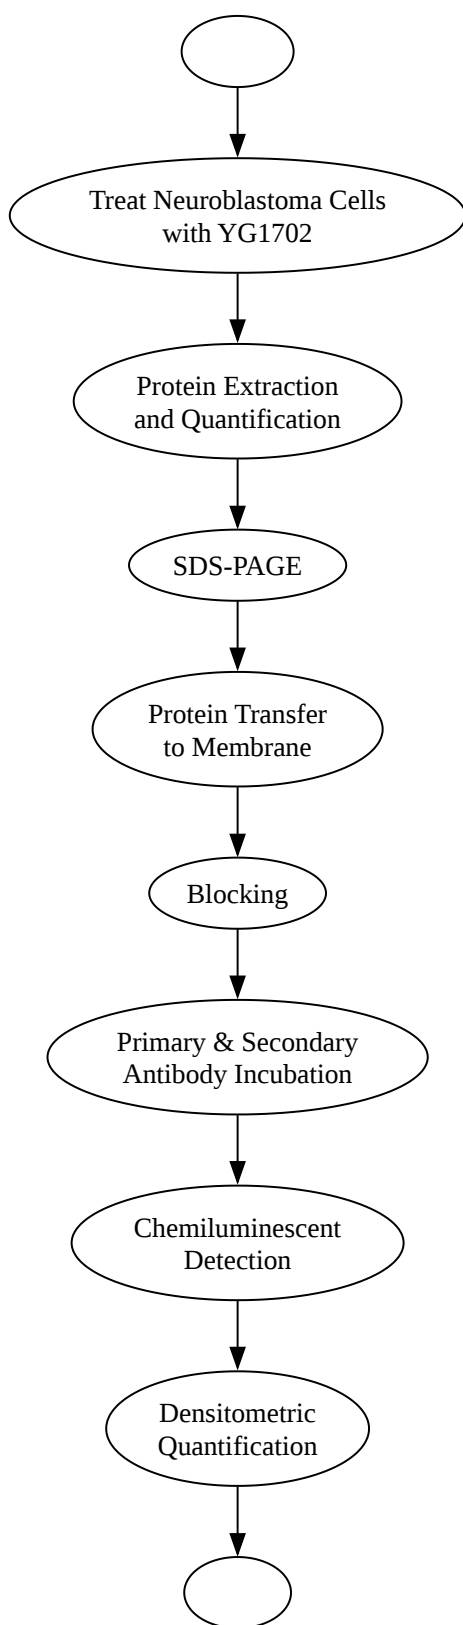 Treat Neuroblastoma Cells
with YG1702
Protein Extraction
and Quantification
SDS-PAGE
Protein Transfer
to Membrane
Blocking
Primary & Secondary
Antibody Incubation
Chemiluminescent
Detection
Densitometric
Quantification